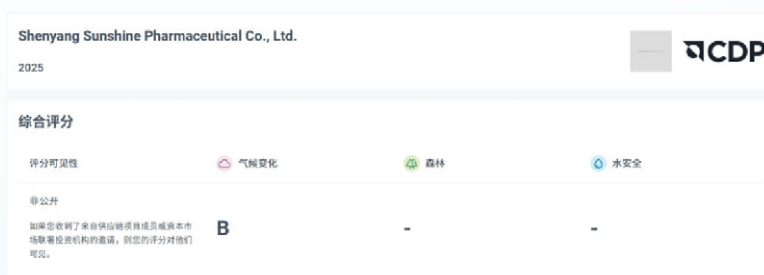 Shenyang Sunshine Pharmaceutical Co., Ltd.
2025
CDP
综合评分
评分可见性
气候变化
森林
水安全
非公开
如果您收到了来自供应链项目成员或资本市
场联署投资机构的邀请，则您的评分对他们
可见。
B
-
-